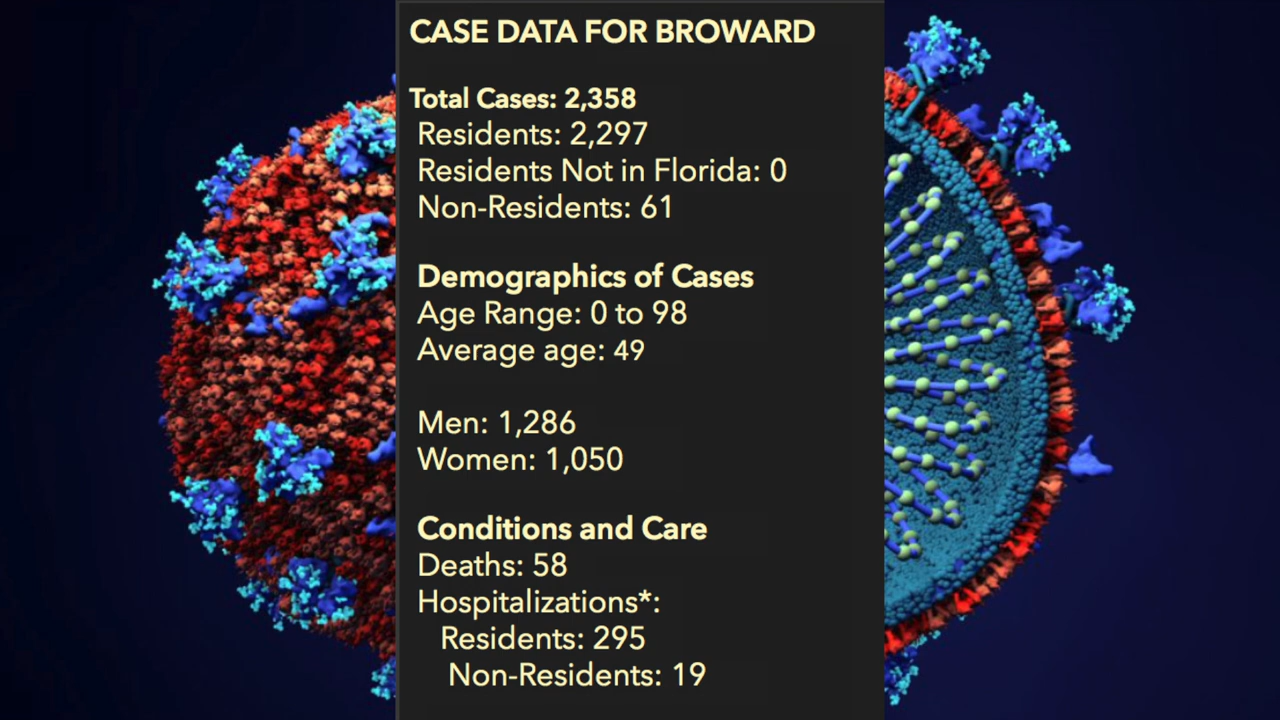 CASE DATA FOR BROWARD
Total Cases: 2,358
Residents: 2,297
Residents Not in Florida: 0
Non-Residents: 61
Demographics of Cases
Age Range: 0 to 98
Average age: 49
Men: 1,286
Women: 1,050
Conditions and Care
Deaths: 58
Hospitalizations*:
Residents: 295
Non-Residents: 19